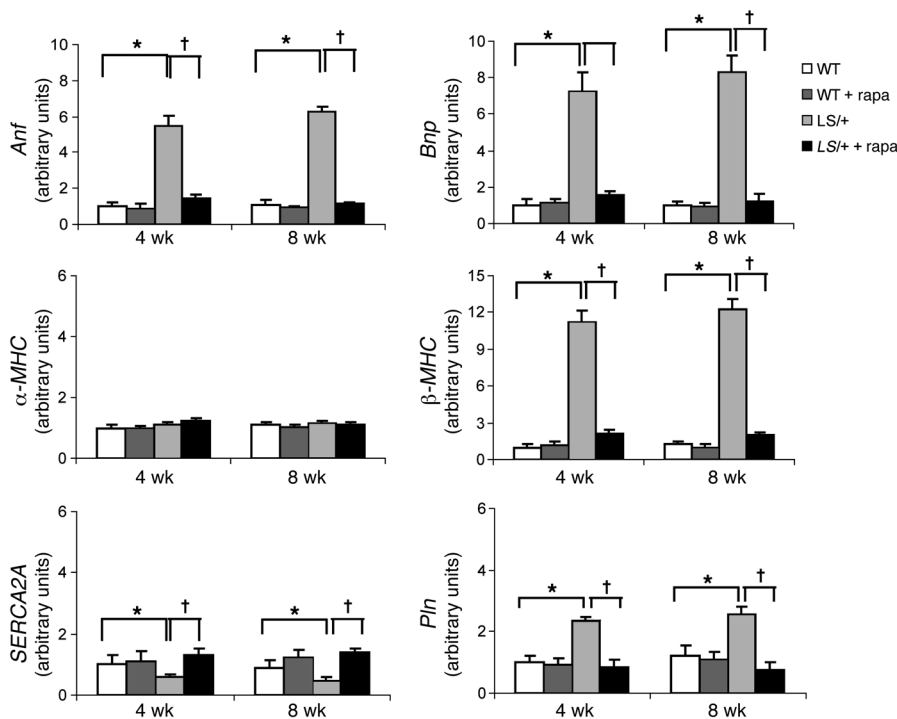 * † * †
10
8
6
4
2
0
Anf
(arbitrary units)
4 wk 8 wk
* * †
10
8
6
4
2
0
Bnp
(arbitrary units)
4 wk 8 wk
WT
WT + rapa
LS/+
LS/+ + rapa
6
4
2
0
α-MHC
(arbitrary units)
4 wk 8 wk
* † * †
15
12
9
6
3
0
β-MHC
(arbitrary units)
4 wk 8 wk
* † * †
6
4
2
0
SERCA2A
(arbitrary units)
4 wk 8 wk
* † * †
6
4
2
0
Pln
(arbitrary units)
4 wk 8 wk